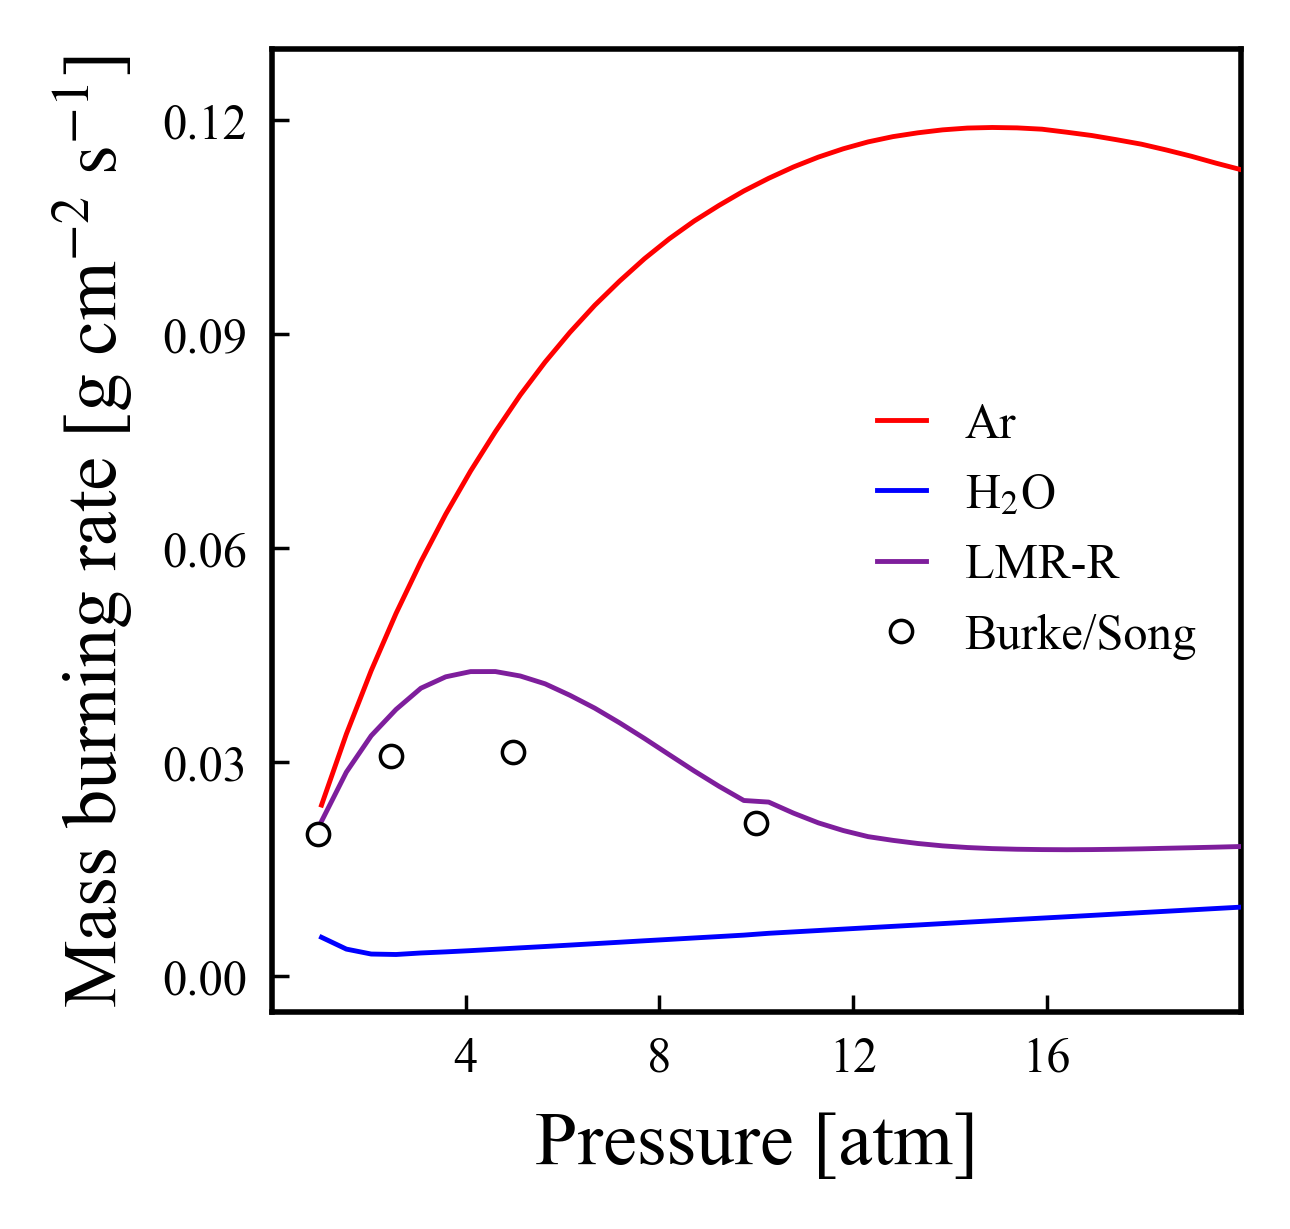 Mass burning rate [g cm⁻² s⁻¹]
0.12
0.09
0.06
0.03
0.00
Ar
H₂O
LMR-R
Burke/Song
4 8 12 16
Pressure [atm]